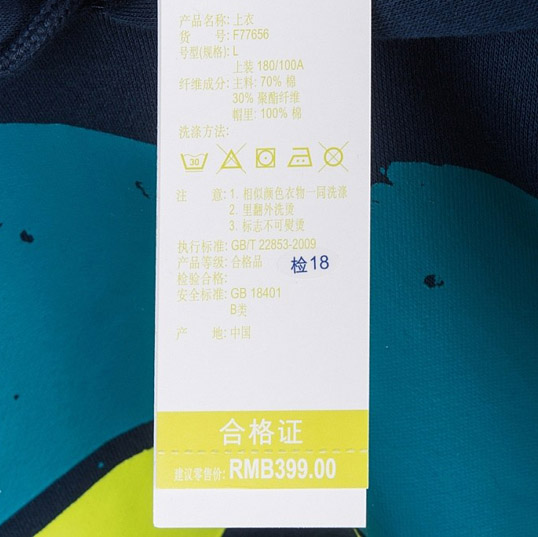 产品名称: 上衣
货 号: F77656
号型(规格): L
上装 180/100A
纤维成分: 主料: 70% 棉
30% 聚酯纤维
帽里: 100% 棉
洗涤方法:
30
注 意: 1. 相似颜色衣物一同洗涤
2. 里翻外洗烫
3. 标志不可熨烫
执行标准: GB/T 22853-2009
产品等级: 合格品
检18
检验合格:
安全标准: GB 18401
B类
产 地: 中国
合格证
建议零售价: RMB399.00